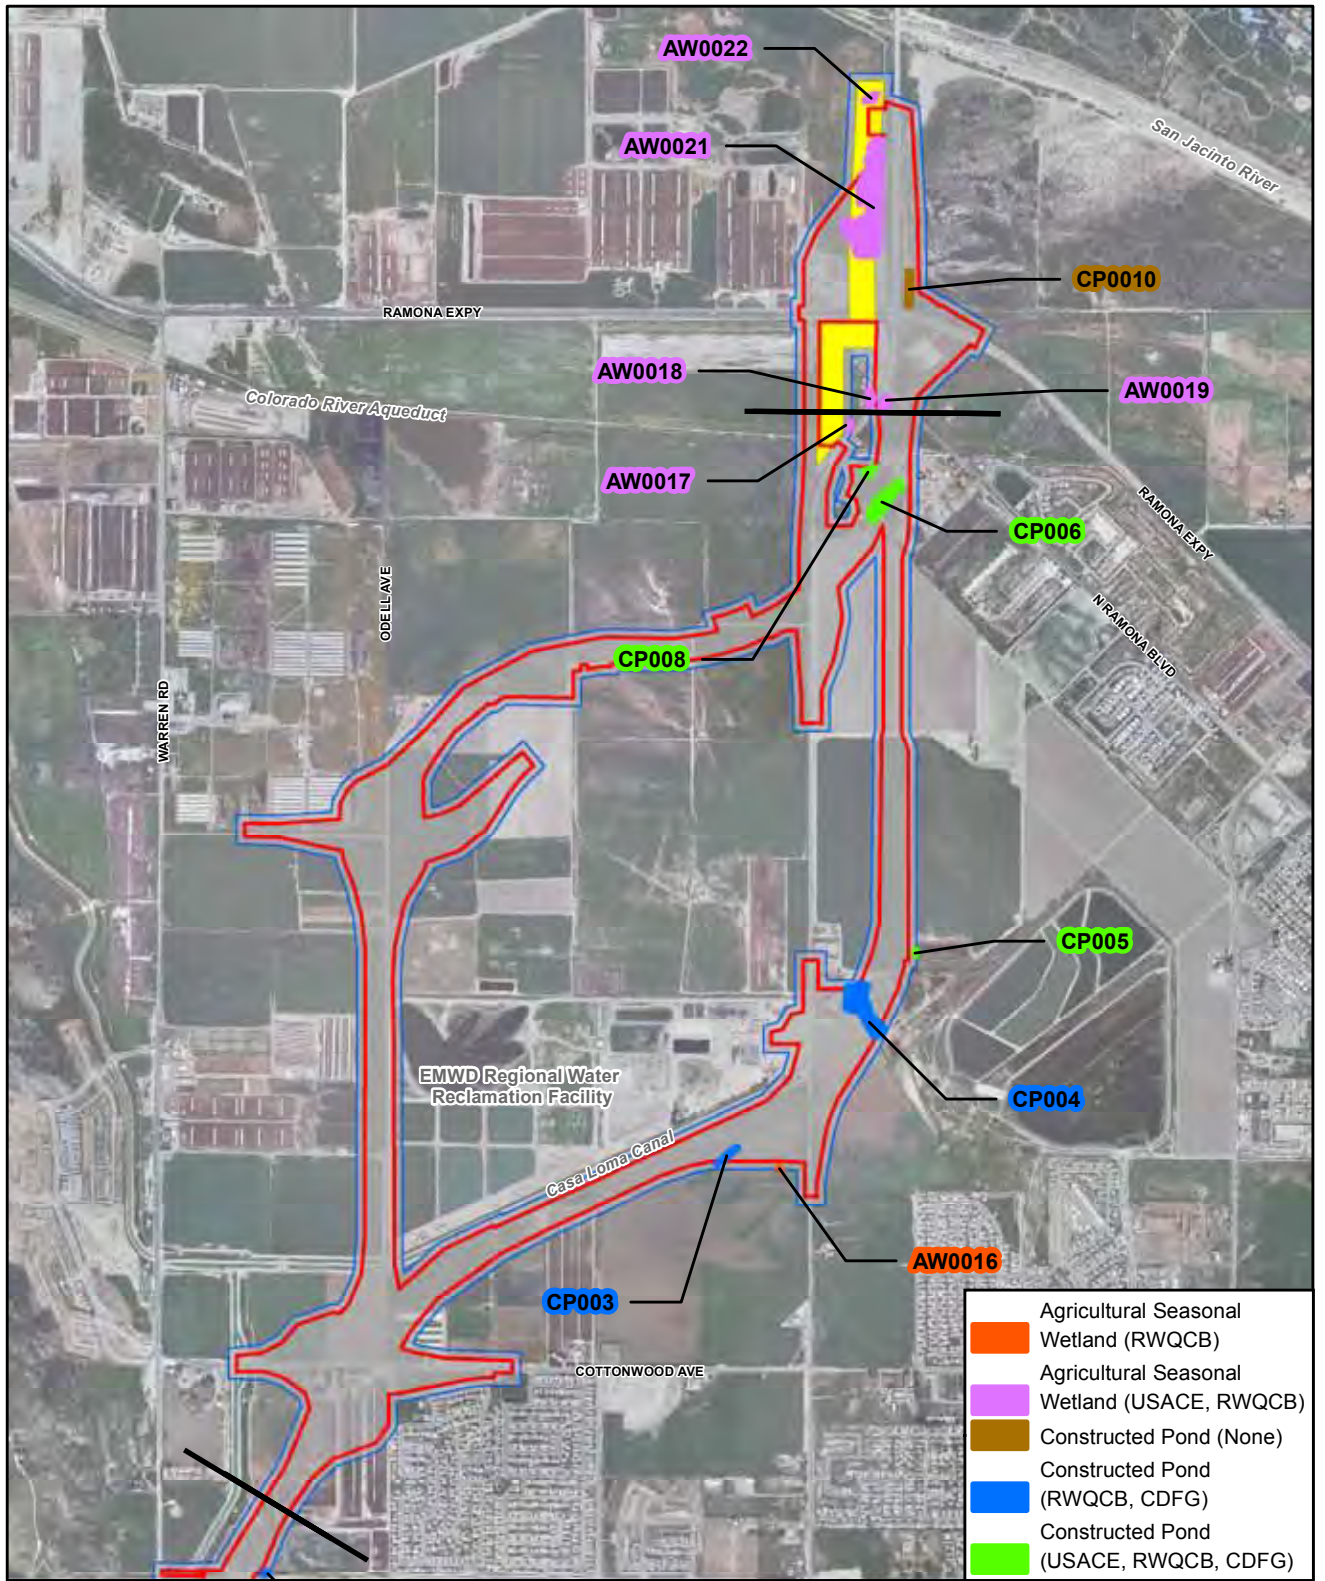 AW0022
San Jacinto River
AW0021
CP0010
RAMONA EXPY
AW0018
AW0019
Colorado River Aqueduct
AW0017
RAMONA EXPY
CP006
ODELL AVE
N RAMONA BLVD
CP008
WARREN RD
CP005
EMWD Regional Water
Reclamation Facility
CP004
Casa Loma Canal
AW0016
CP003
COTTONWOOD AVE
Agricultural Seasonal
Wetland (RWQCB)
Agricultural Seasonal
Wetland (USACE, RWQCB)
Constructed Pond (None)
Constructed Pond
(RWQCB, CDFG)
Constructed Pond
(USACE, RWQCB, CDFG)